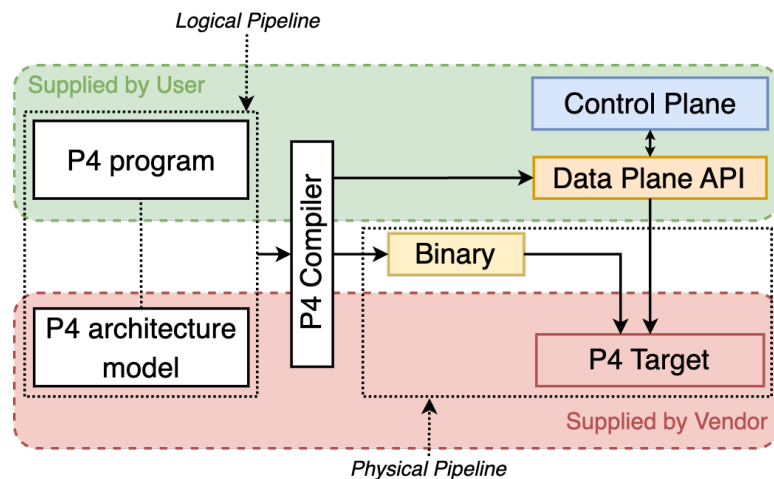 Logical Pipeline
Supplied by User
P4 program
Control Plane
Data Plane API
P4 Compiler
Binary
P4 architecture
model
P4 Target
Supplied by Vendor
Physical Pipeline